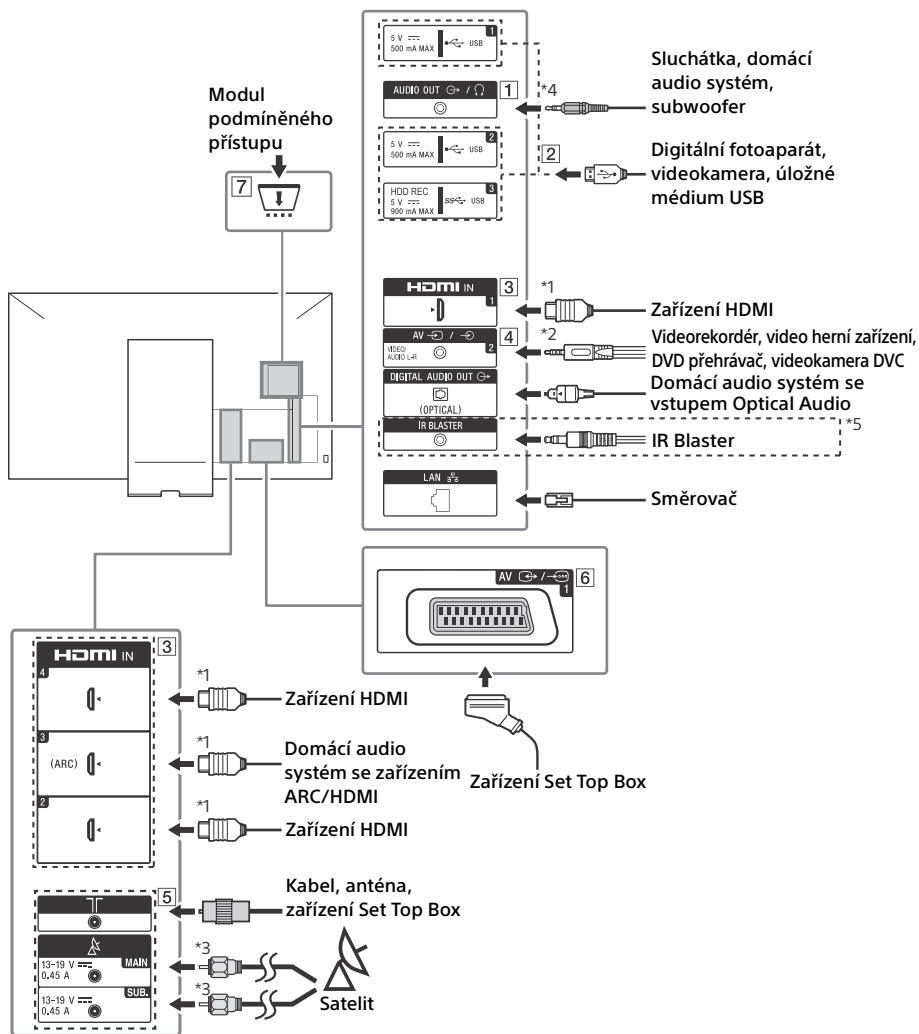 5 V
500 mA MAX
USB
1
AUDIO OUT
1
*4
Sluchátka, domácí
audio systém,
subwoofer
5 V
500 mA MAX
USB
2
2
Digitální fotoaparát,
videokamera, úložné
médium USB
HDD REC
5 V
900 mA MAX
SS
USB
3
Modul
podmíněného
přístupu
7
HDMI IN
1
3
*1
Zařízení HDMI
AV
VIDEO/
AUDIO L-R
2
4
*2
Videorekordér, video herní zařízení,
DVD přehrávač, videokamera DVC
DIGITAL AUDIO OUT
(OPTICAL)
Domácí audio systém se
vstupem Optical Audio
IR BLASTER
IR Blaster
*5
LAN
Směrovač
AV
1
6
Zařízení Set Top Box
HDMI IN
3
4
*1
Zařízení HDMI
3
(ARC)
*1
Domácí audio
systém se zařízením
ARC/HDMI
2
*1
Zařízení HDMI
5
Kabel, anténa,
zařízení Set Top Box
13-19 V
0.45 A
MAIN
*3
13-19 V
0.45 A
SUB.
*3
Satelit